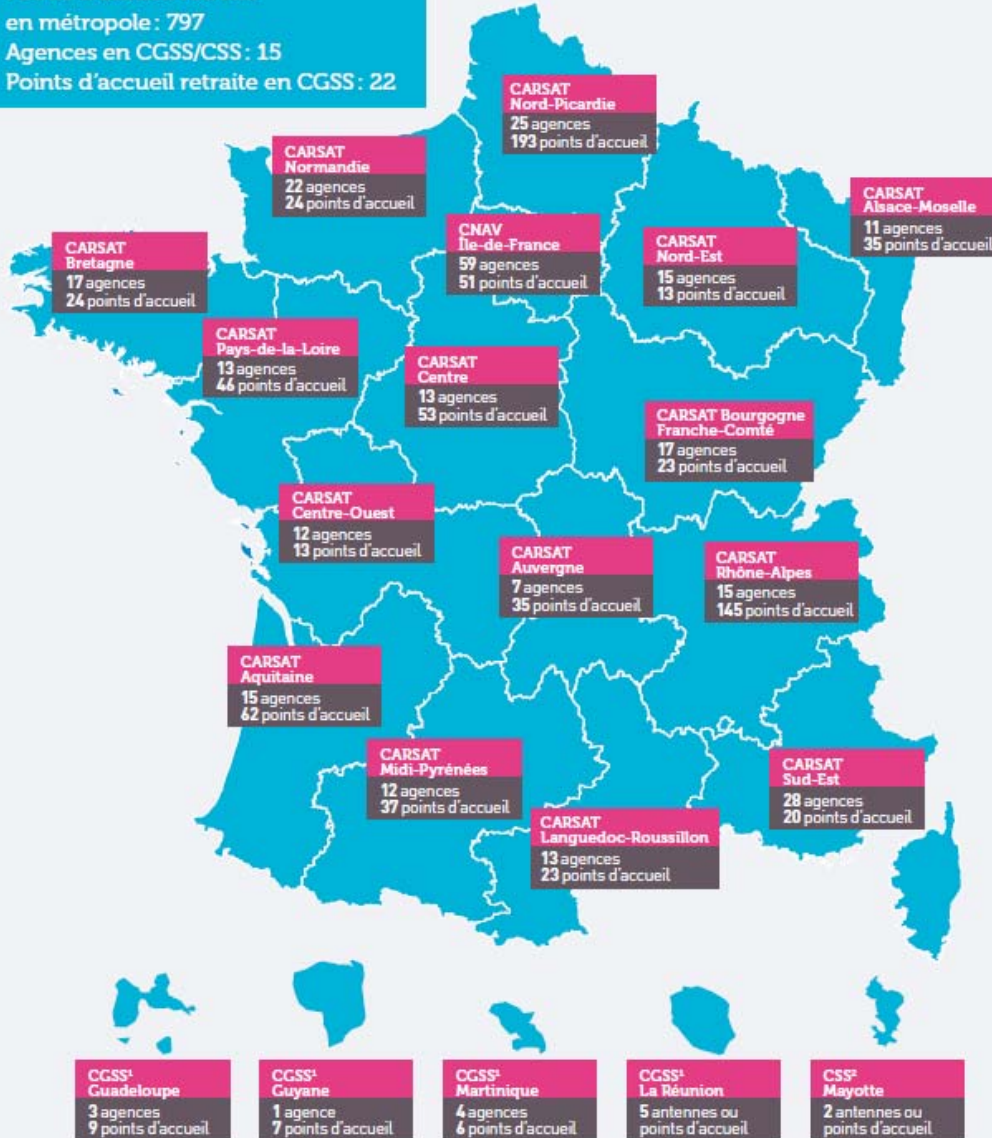 en métropole : 797
Agences en CGSS/CSS : 15
Points d'accueil retraite en CGSS : 22
CARSAT
Nord-Picardie
25 agences
193 points d'accueil
CARSAT
Normandie
22 agences
24 points d'accueil
CARSAT
Alsace-Moselle
11 agences
35 points d'accueil
CNAV
Île-de-France
59 agences
51 points d'accueil
CARSAT
Nord-Est
15 agences
13 points d'accueil
CARSAT
Bretagne
17 agences
24 points d'accueil
CARSAT
Pays-de-la-Loire
13 agences
46 points d'accueil
CARSAT
Centre
13 agences
53 points d'accueil
CARSAT Bourgogne
Franche-Comté
17 agences
23 points d'accueil
CARSAT
Centre-Ouest
12 agences
13 points d'accueil
CARSAT
Auvergne
7 agences
35 points d'accueil
CARSAT
Rhône-Alpes
15 agences
145 points d'accueil
CARSAT
Aquitaine
15 agences
62 points d'accueil
CARSAT
Midi-Pyrénées
12 agences
37 points d'accueil
CARSAT
Sud-Est
28 agences
20 points d'accueil
CARSAT
Languedoc-Roussillon
13 agences
23 points d'accueil
CGSS¹
Guadeloupe
3 agences
9 points d'accueil
CGSS¹
Guyane
1 agence
7 points d'accueil
CGSS¹
Martinique
4 agences
6 points d'accueil
CGSS¹
La Réunion
5 antennes ou
points d'accueil
CSS²
Mayotte
2 antennes ou
points d'accueil